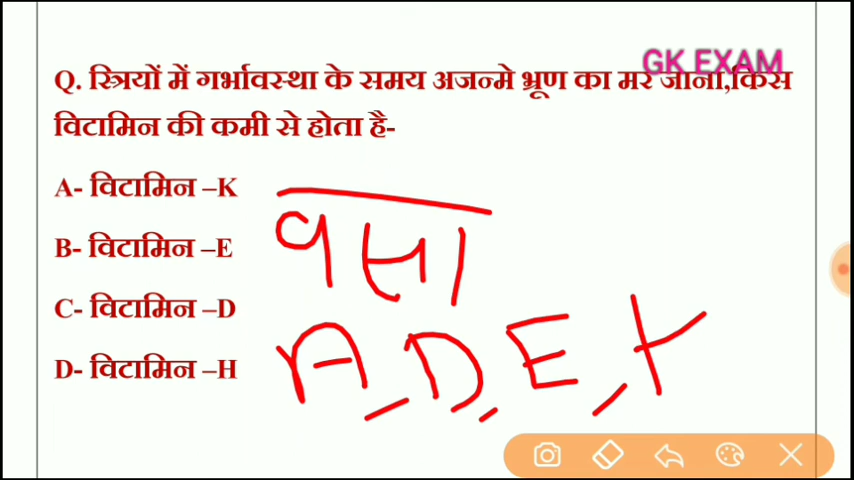 GK EXAM
Q. स्त्रियों में गर्भावस्था के समय अजन्मे भ्रूण का मर जाना,किस
विटामिन की कमी से होता है-
A- विटामिन –K
B- विटामिन –E
C- विटामिन –D
D- विटामिन –H
वसा
A, D, E, K